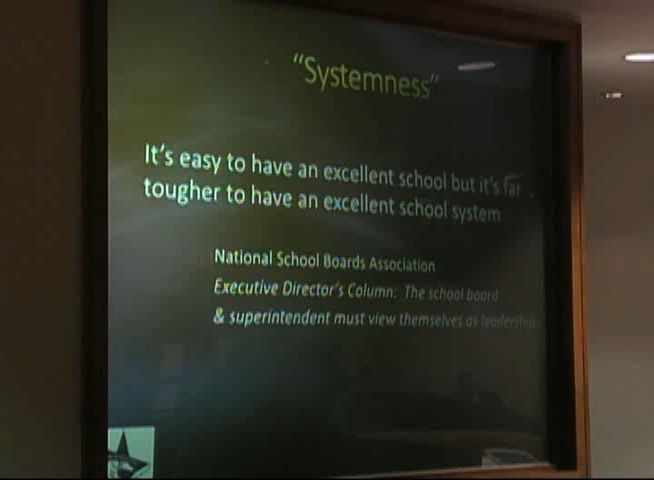 “Systemness”
It's easy to have an excellent school but it's far
tougher to have an excellent school system
National School Boards Association
Executive Director's Column: The school board
& superintendent must view themselves as leadership